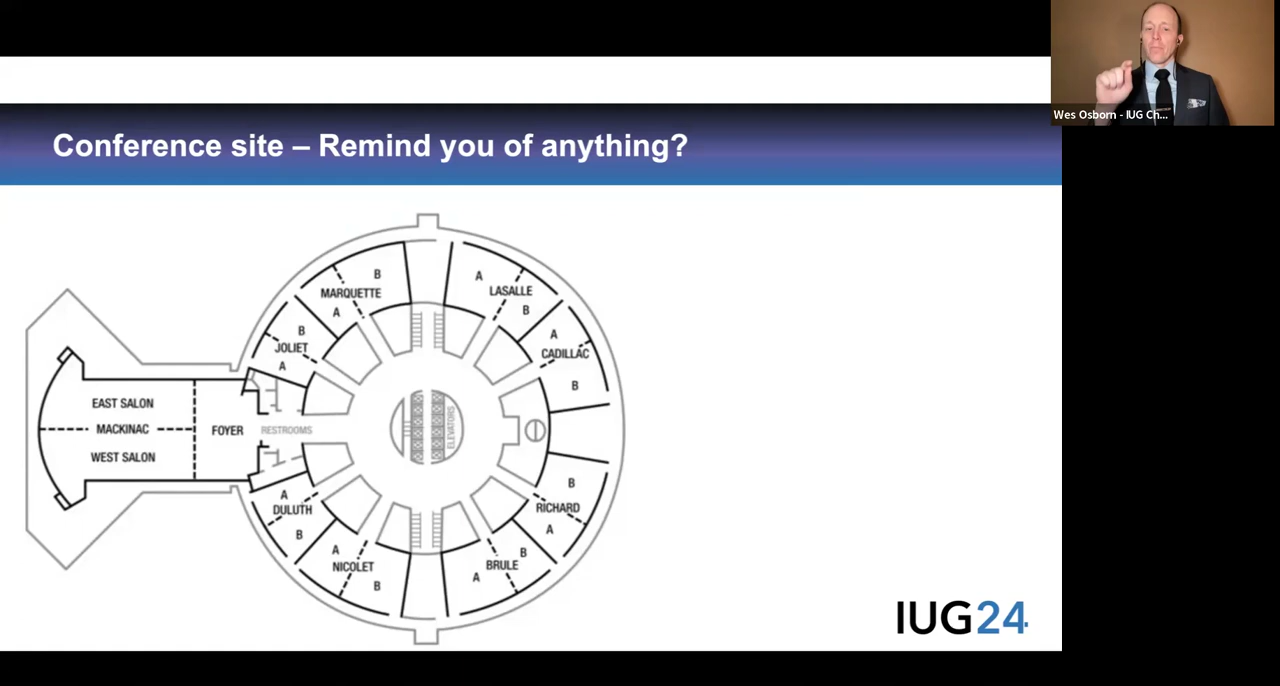 Wes Osborn - IUG Ch...
Conference site – Remind you of anything?
B
MARQUETTE
A
A
LASALLE
B
B
JOLIET
A
A
CADILLAC
B
EAST SALON
MACKINAC
WEST SALON
FOYER
RESTROOMS
ELEVATORS
A
DULUTH
B
B
RICHARD
A
A
NICOLET
B
B
BRULE
A
IUG24